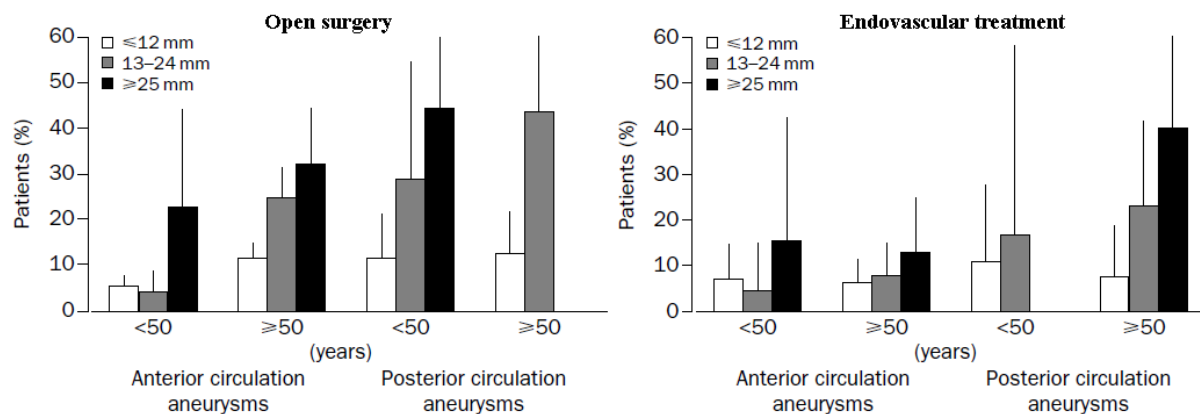 Open surgery
⩽12 mm
13–24 mm
⩾25 mm
Patients (%)
60
50
40
30
20
10
0
<50
⩾50
<50
⩾50
(years)
Anterior circulation
aneurysms
Posterior circulation
aneurysms
Endovascular treatment
⩽12 mm
13–24 mm
⩾25 mm
Patients (%)
60
50
40
30
20
10
0
<50
⩾50
<50
⩾50
(years)
Anterior circulation
aneurysms
Posterior circulation
aneurysms